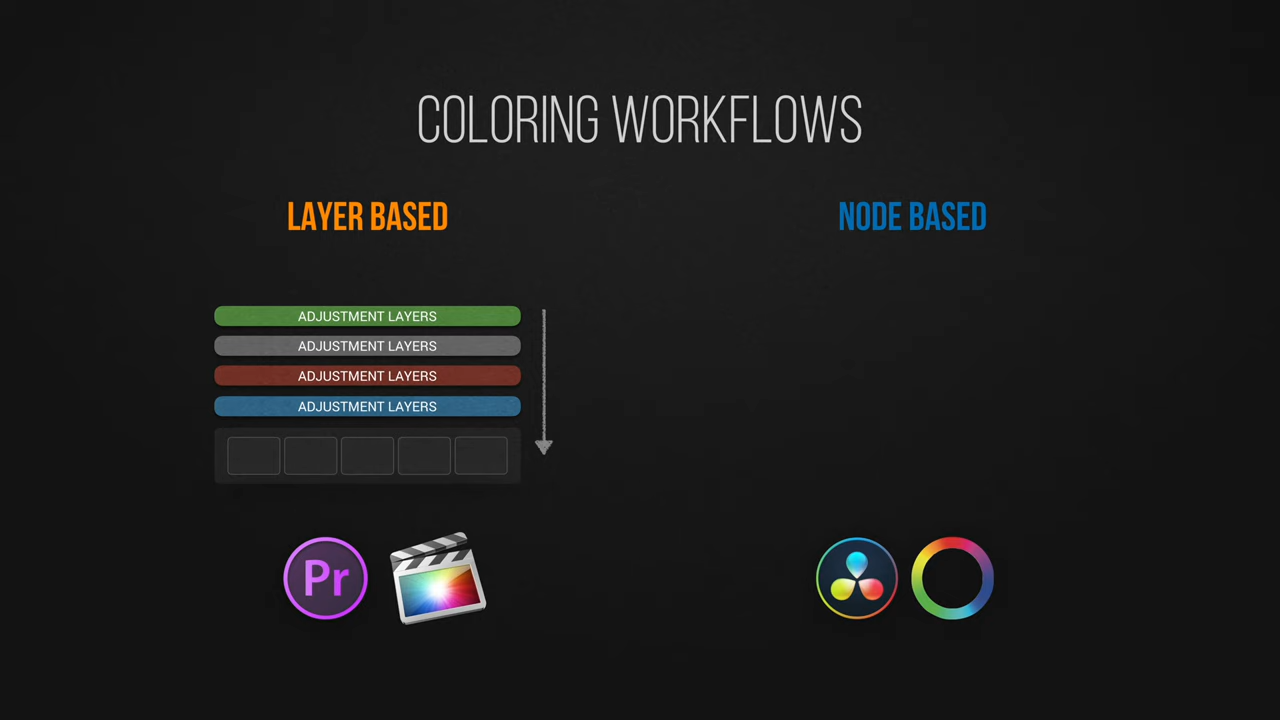 COLORING WORKFLOWS
LAYER BASED
NODE BASED
ADJUSTMENT LAYERS
ADJUSTMENT LAYERS
ADJUSTMENT LAYERS
ADJUSTMENT LAYERS
Pr